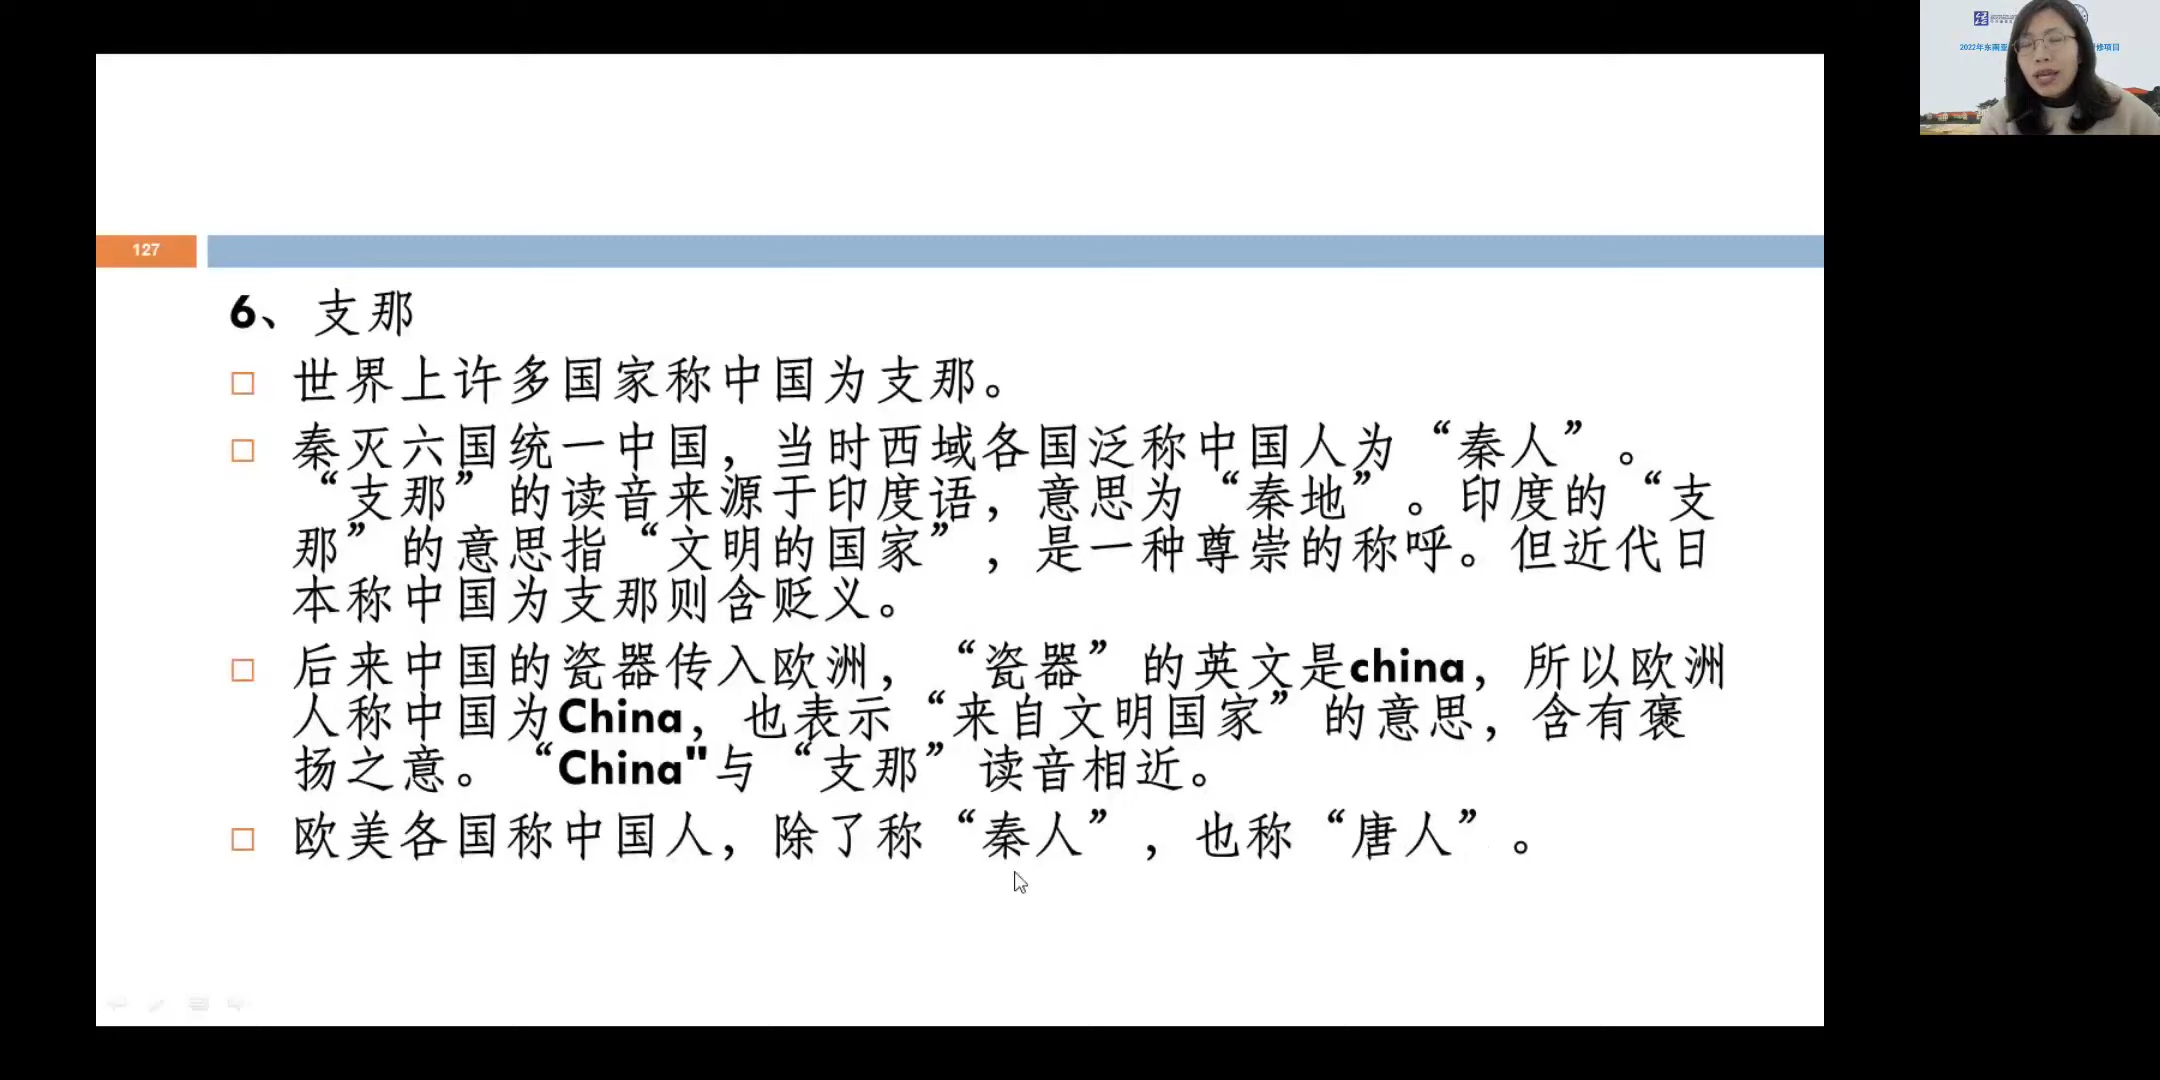 2022年东南亚
修项目
127
6、支那
世界上许多国家称中国为支那。
秦灭六国统一中国，当时西域各国泛称中国人为“秦人”。
“支那”的读音来源于印度语，意思为“秦地”。印度的“支
那”的意思指“文明的国家”，是一种尊崇的称呼。但近代日
本称中国为支那则含贬义。
后来中国的瓷器传入欧洲，“瓷器”的英文是china，所以欧洲
人称中国为China，也表示“来自文明国家”的意思，含有褒
扬之意。“China"与“支那”读音相近。
欧美各国称中国人，除了称“秦人”，也称“唐人”。